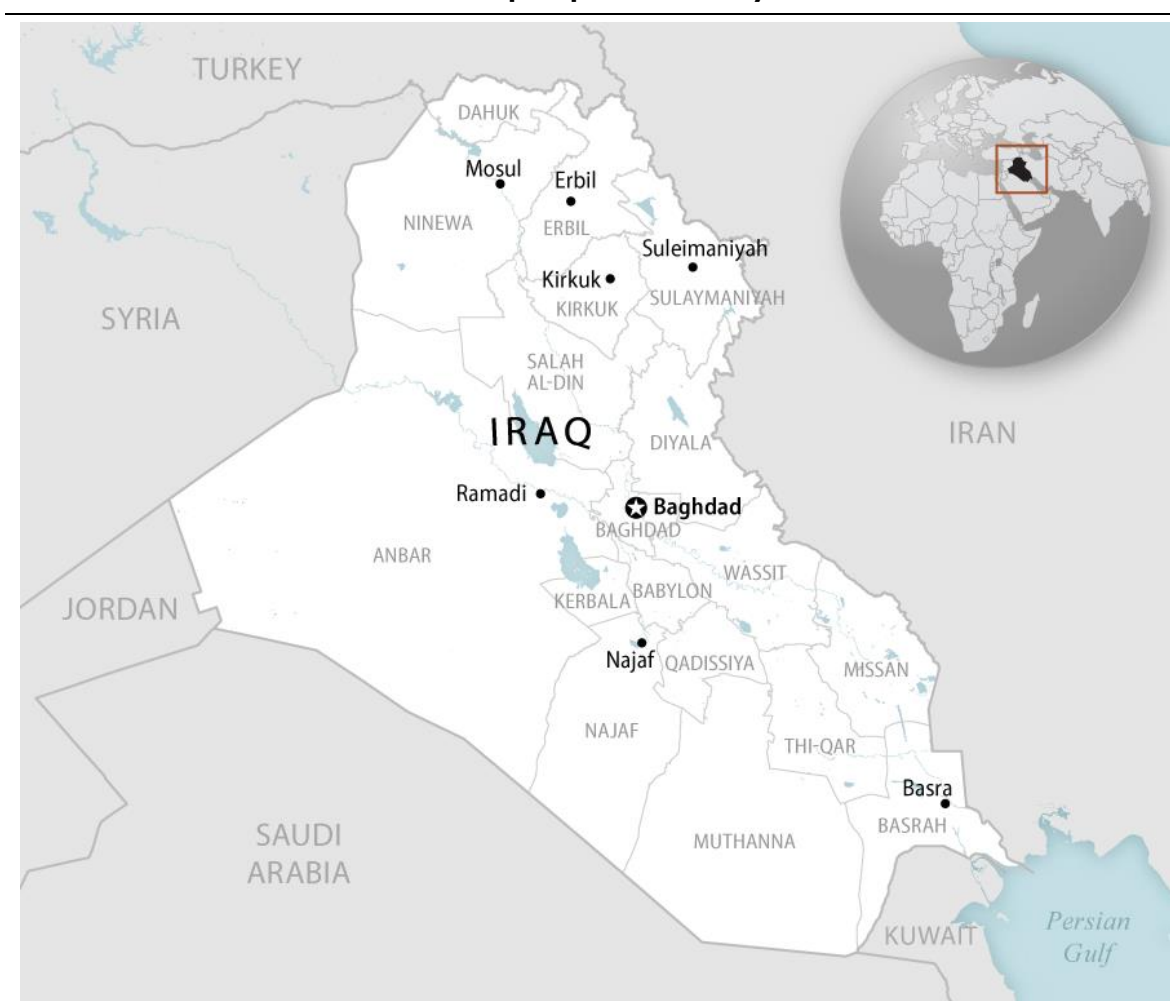 TURKEY
DAHUK
Mosul
Erbil
NINEWA
ERBIL
Suleimaniyah
Kirkuk
SULAYMANIYAH
KIRKUK
SYRIA
SALAH
AL-DIN
IRAQ
DIYALA
IRAN
Ramadi
Baghdad
BAGHDAD
ANBAR
WASSIT
KERBALA
BABYLON
JORDAN
Najaf
QADISSIYA
MISSAN
NAJAF
THI-QAR
Basra
BASRAH
SAUDI
ARABIA
MUTHANNA
KUWAIT
Persian
Gulf